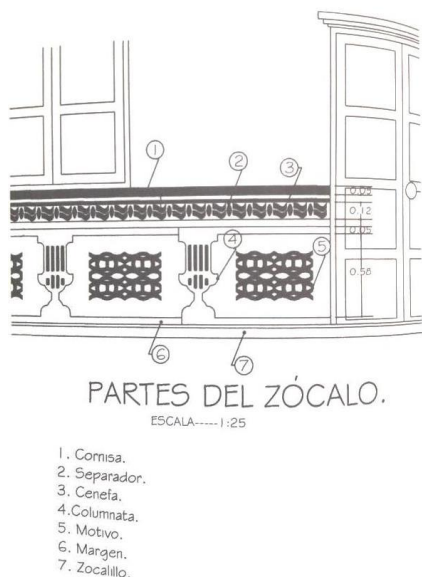 1
2
3
4
5
6
7
0.05
0.12
0.05
0.58
PARTES DEL ZÓCALO.
ESCALA-----1:25
1. Cornisa.
2. Separador.
3. Cenefa.
4.Columnata.
5. Motivo.
6. Margen.
7. Zocalillo.